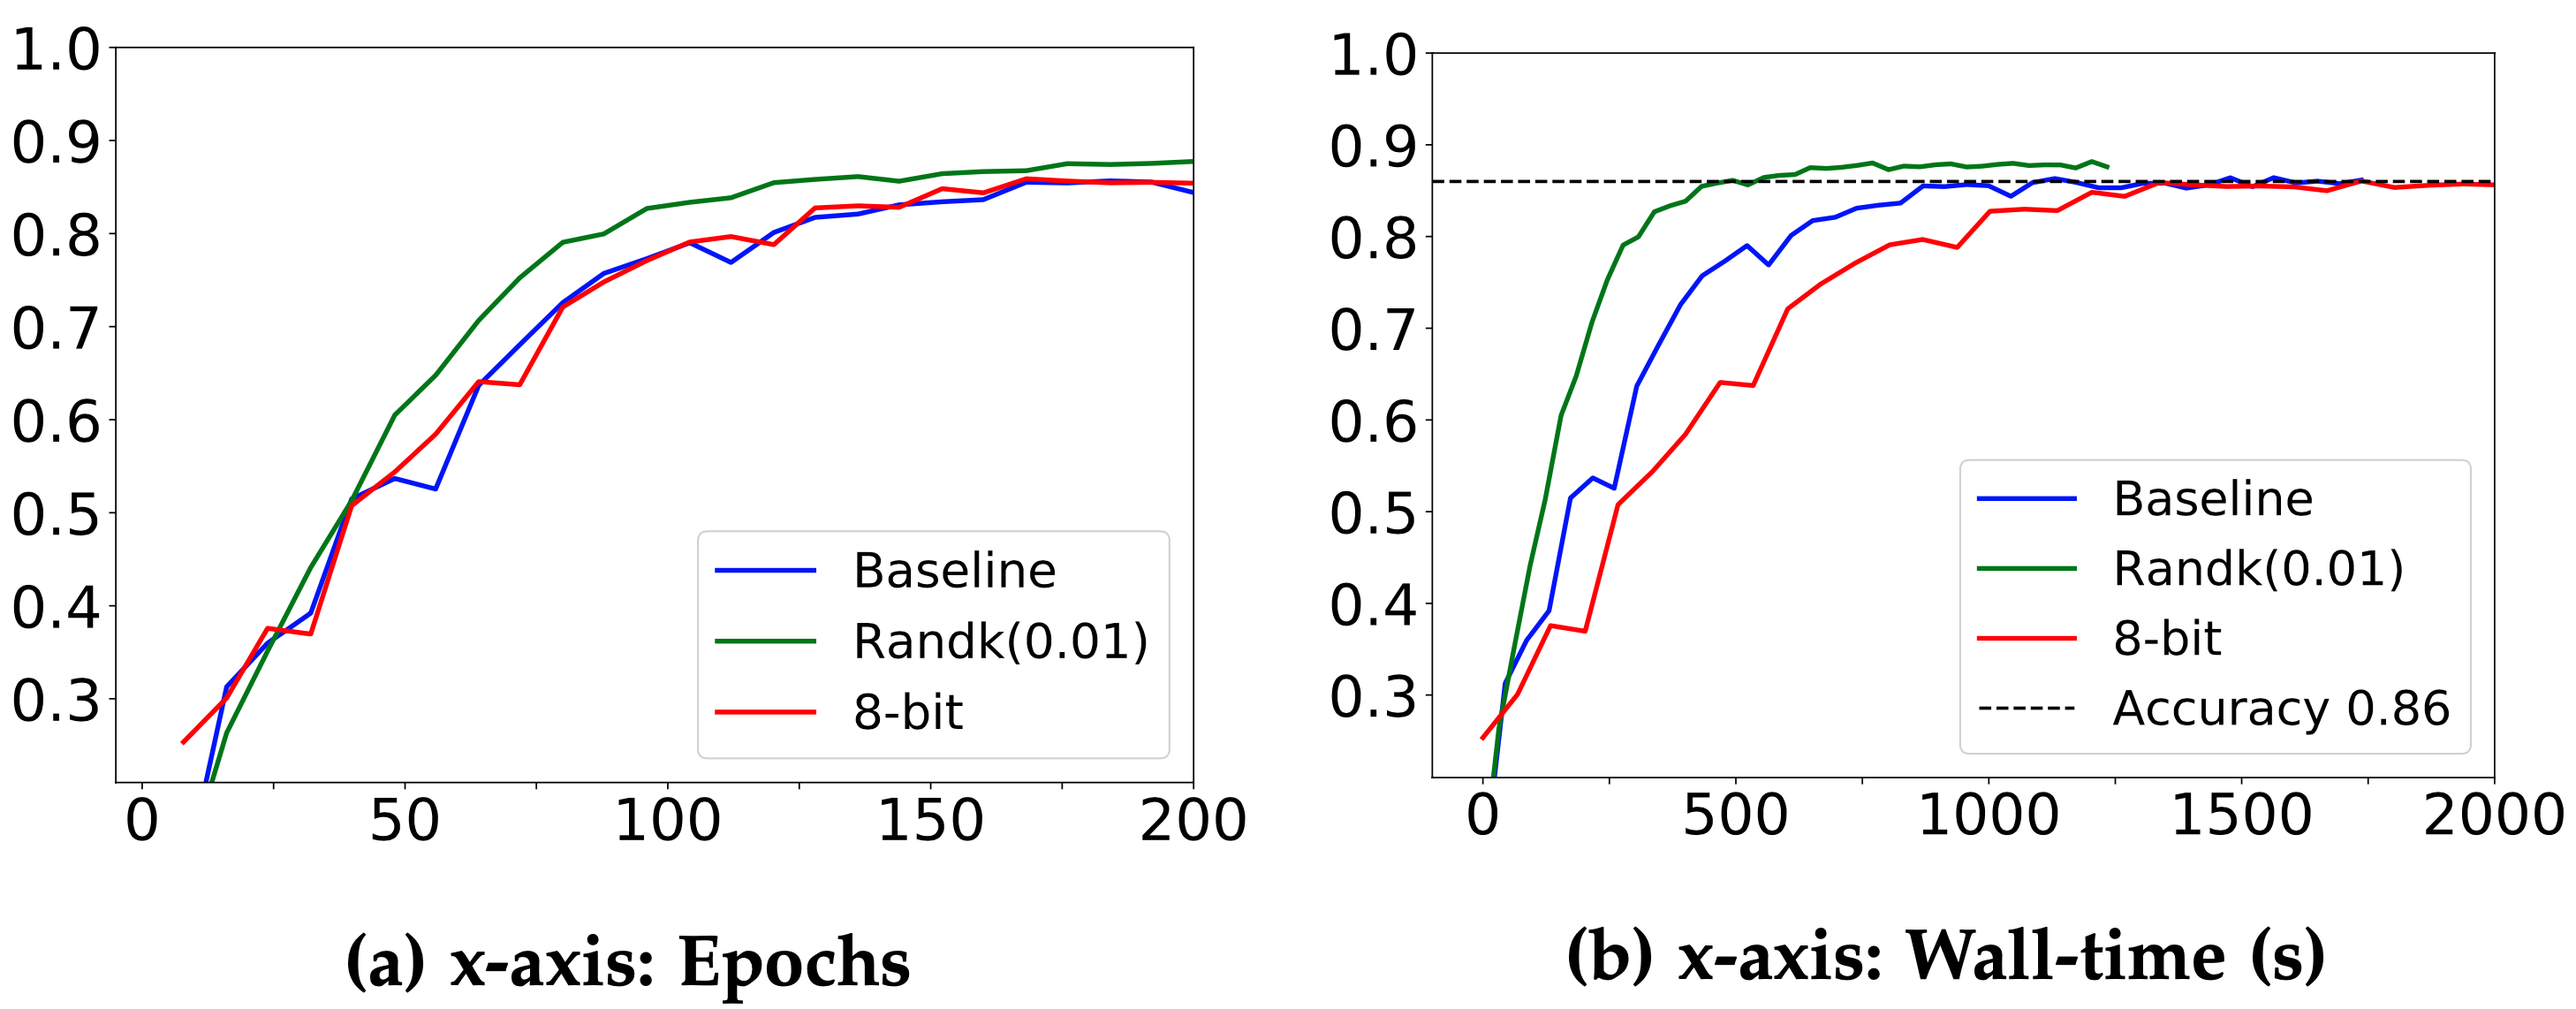 1.0
0.9
0.8
0.7
0.6
0.5
0.4
0.3
0 50 100 150 200
Baseline
Randk(0.01)
8-bit
(a) x-axis: Epochs
1.0
0.9
0.8
0.7
0.6
0.5
0.4
0.3
0 500 1000 1500 2000
Baseline
Randk(0.01)
8-bit
Accuracy 0.86
(b) x-axis: Wall-time (s)